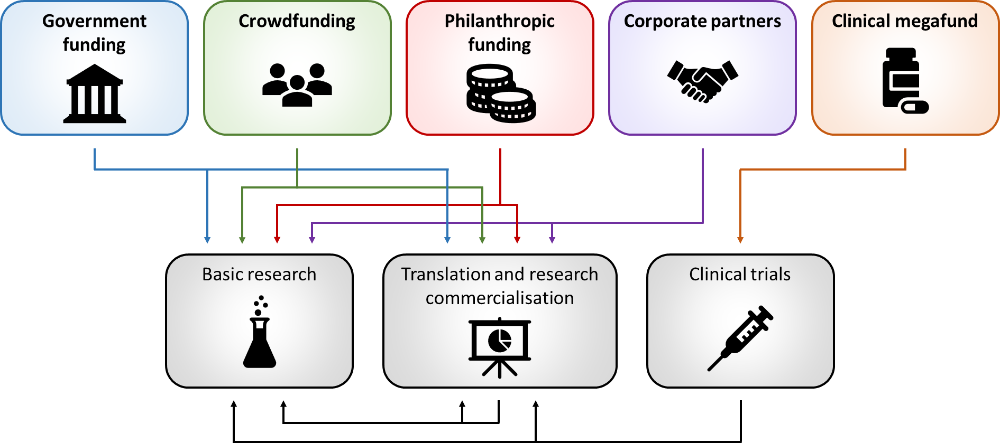 Government
funding
Crowdfunding
Philanthropic
funding
Corporate partners
Clinical megafund
Basic research
Translation and research
commercialisation
Clinical trials